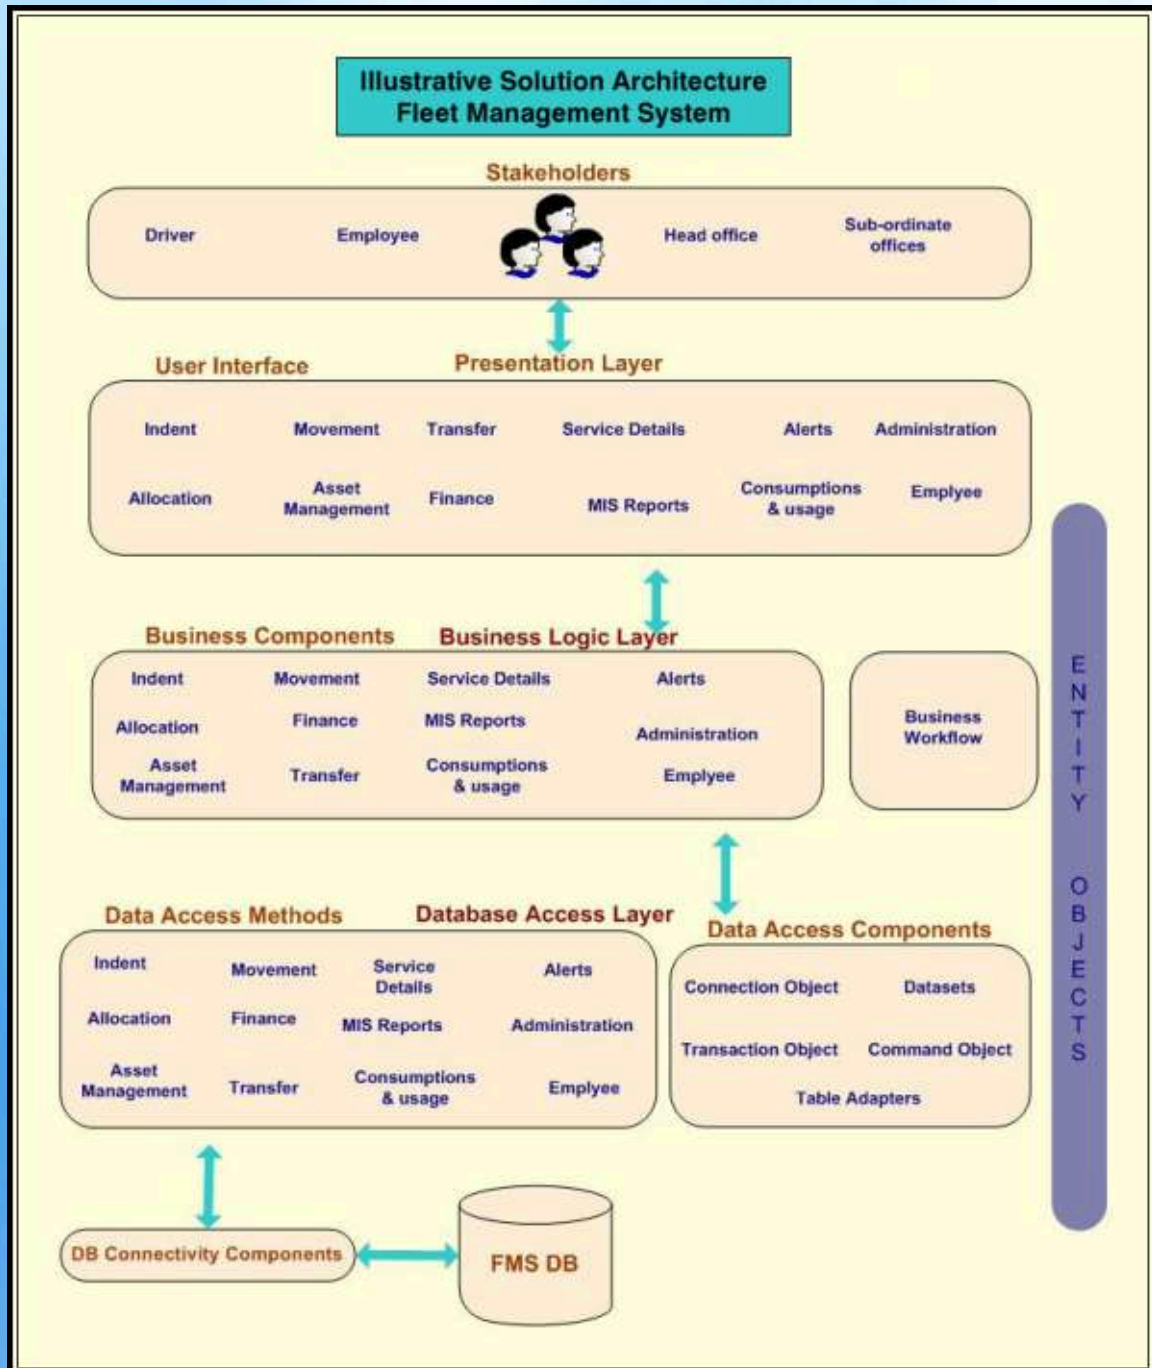 Illustrative Solution Architecture
Fleet Management System
Stakeholders
Driver
Employee
Head office
Sub-ordinate
offices
User Interface
Presentation Layer
Indent
Movement
Transfer
Service Details
Alerts
Administration
Allocation
Asset
Management
Finance
MIS Reports
Consumptions
& usage
Emplyee
Business Components
Business Logic Layer
Indent
Movement
Service Details
Alerts
Allocation
Finance
MIS Reports
Administration
Asset
Management
Transfer
Consumptions
& usage
Emplyee
Business
Workflow
Data Access Methods
Database Access Layer
Indent
Movement
Service
Details
Alerts
Allocation
Finance
MIS Reports
Administration
Asset
Management
Transfer
Consumptions
& usage
Emplyee
Data Access Components
Connection Object
Datasets
Transaction Object
Command Object
Table Adapters
DB Connectivity Components
FMS DB
ENTITY OBJECTS